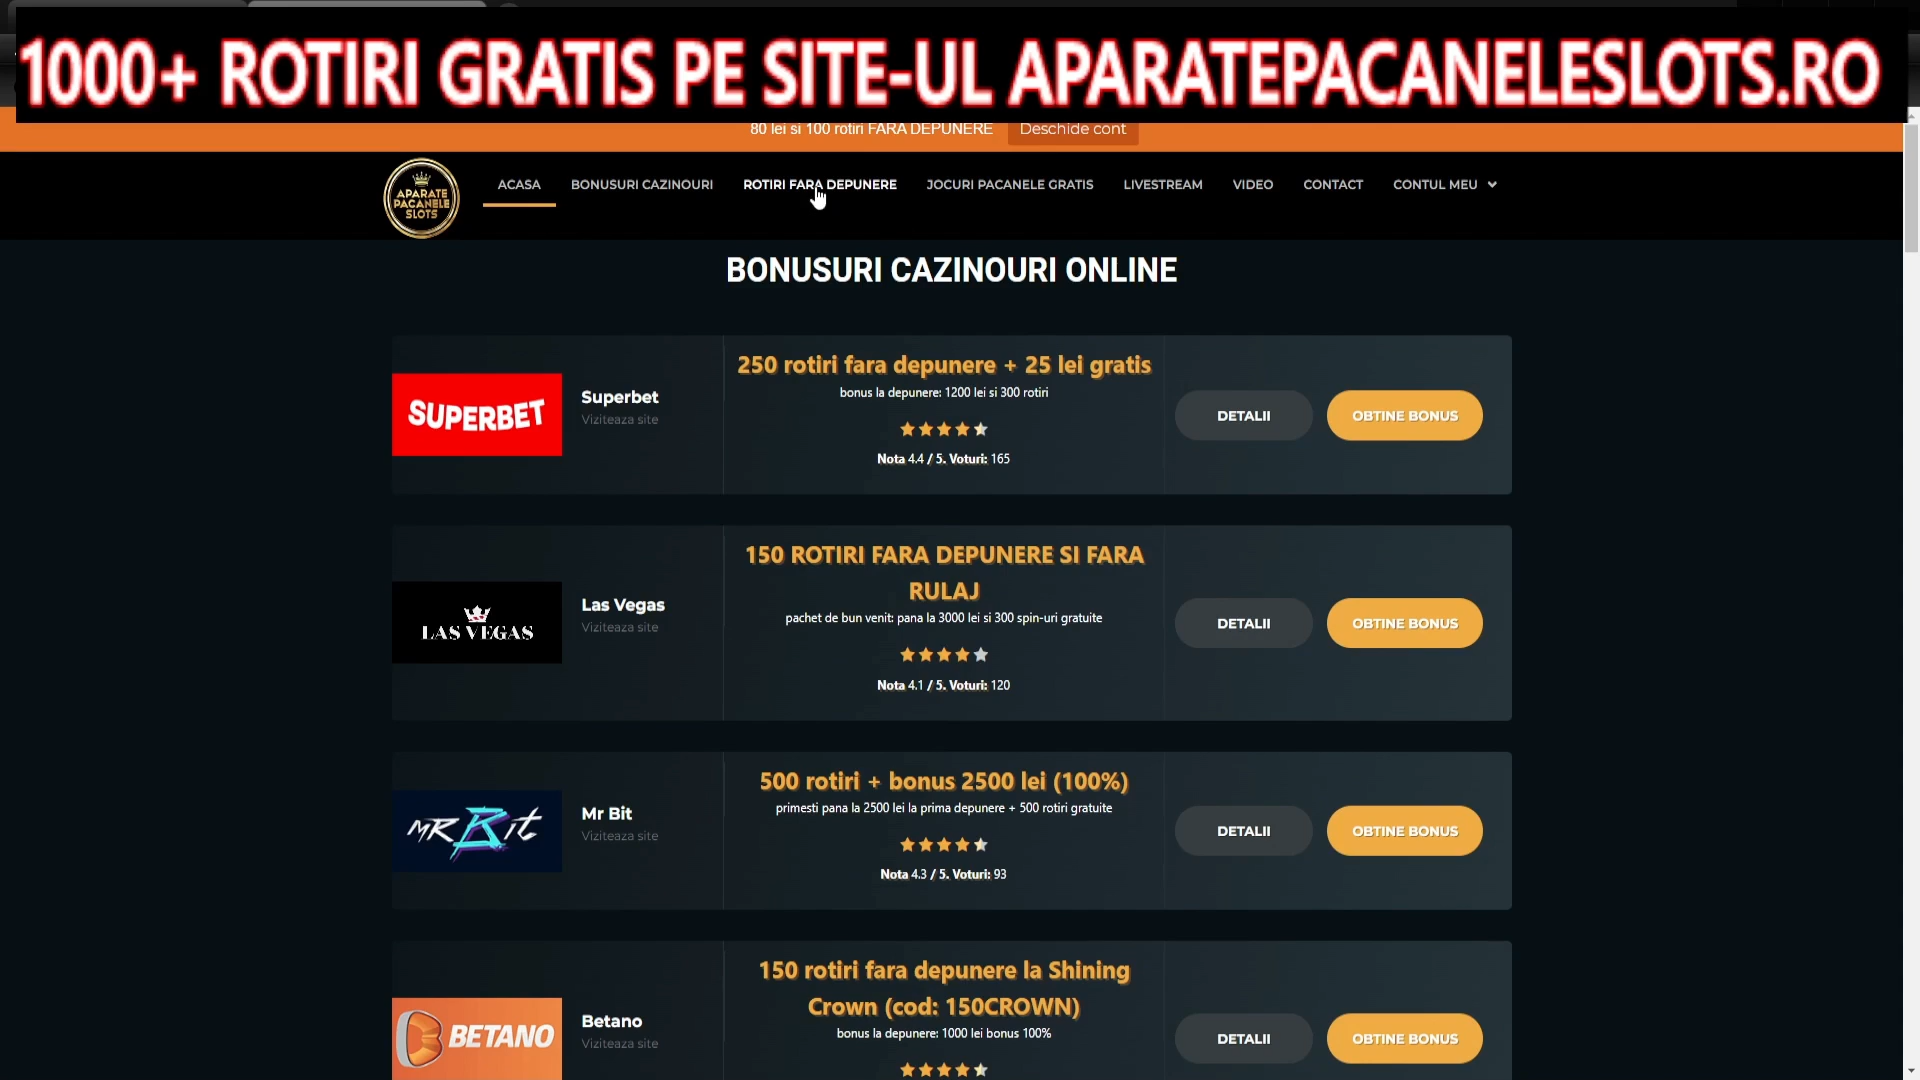 1000+ ROTIRI GRATIS PE SITE-UL APARATEPACANELESLOTS.RO
80 lei si 100 rotiri FARA DEPUNERE Deschide cont
APARATE
PACANELE
SLOTS
ACASA BONUSURI CAZINOURI ROTIRI FARA DEPUNERE JOCURI PACANELE GRATIS LIVESTREAM VIDEO CONTACT CONTUL MEU
BONUSURI CAZINOURI ONLINE
SUPERBET
Superbet
Viziteaza site
250 rotiri fara depunere + 25 lei gratis
bonus la depunere: 1200 lei si 300 rotiri
Nota 4.4 / 5. Voturi: 165
DETALII
OBTINE BONUS
LAS VEGAS
Las Vegas
Viziteaza site
150 ROTIRI FARA DEPUNERE SI FARA
RULAJ
pachet de bun venit: pana la 3000 lei si 300 spin-uri gratuite
Nota 4.1 / 5. Voturi: 120
DETALII
OBTINE BONUS
MR BIT
Mr Bit
Viziteaza site
500 rotiri + bonus 2500 lei (100%)
primesti pana la 2500 lei la prima depunere + 500 rotiri gratuite
Nota 4.3 / 5. Voturi: 93
DETALII
OBTINE BONUS
BETANO
Betano
Viziteaza site
150 rotiri fara depunere la Shining
Crown (cod: 150CROWN)
bonus la depunere: 1000 lei bonus 100%
DETALII
OBTINE BONUS